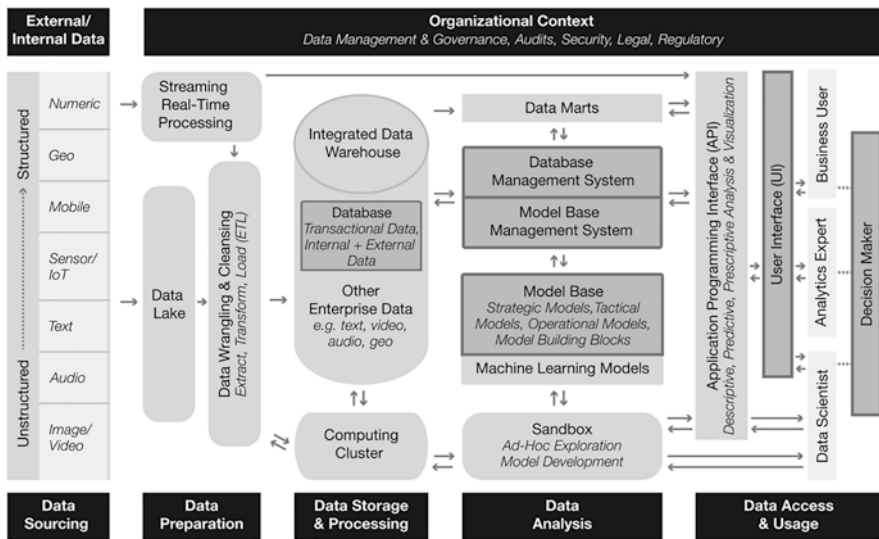 External/
Internal Data
Organizational Context
Data Management & Governance, Audits, Security, Legal, Regulatory
Structured
Unstructured
Numeric
Geo
Mobile
Sensor/
IoT
Text
Audio
Image/
Video
Streaming
Real-Time
Processing
Data
Lake
Data Wrangling & Cleansing
Extract, Transform, Load (ETL)
Integrated Data
Warehouse
Database
Transactional Data,
Internal + External
Data
Other
Enterprise Data
e.g. text, video,
audio, geo
Computing
Cluster
Data Marts
Database
Management System
Model Base
Management System
Model Base
Strategic Models,Tactical
Models, Operational Models,
Model Building Blocks
Machine Learning Models
Sandbox
Ad-Hoc Exploration
Model Development
Application Programming Interface (API)
Descriptive, Predictive, Prescriptive Analysis & Visualization
User Interface (UI)
Business User
Analytics Expert
Data Scientist
Decision Maker
Data
Sourcing
Data
Preparation
Data Storage
& Processing
Data
Analysis
Data Access
& Usage